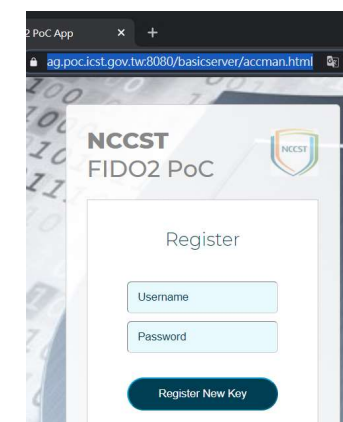 2 PoC App × +
ag.poc.icst.gov.tw:8080/basicserver/accman.html
NCCST
FIDO2 PoC
NCCST
Register
Username
Password
Register New Key